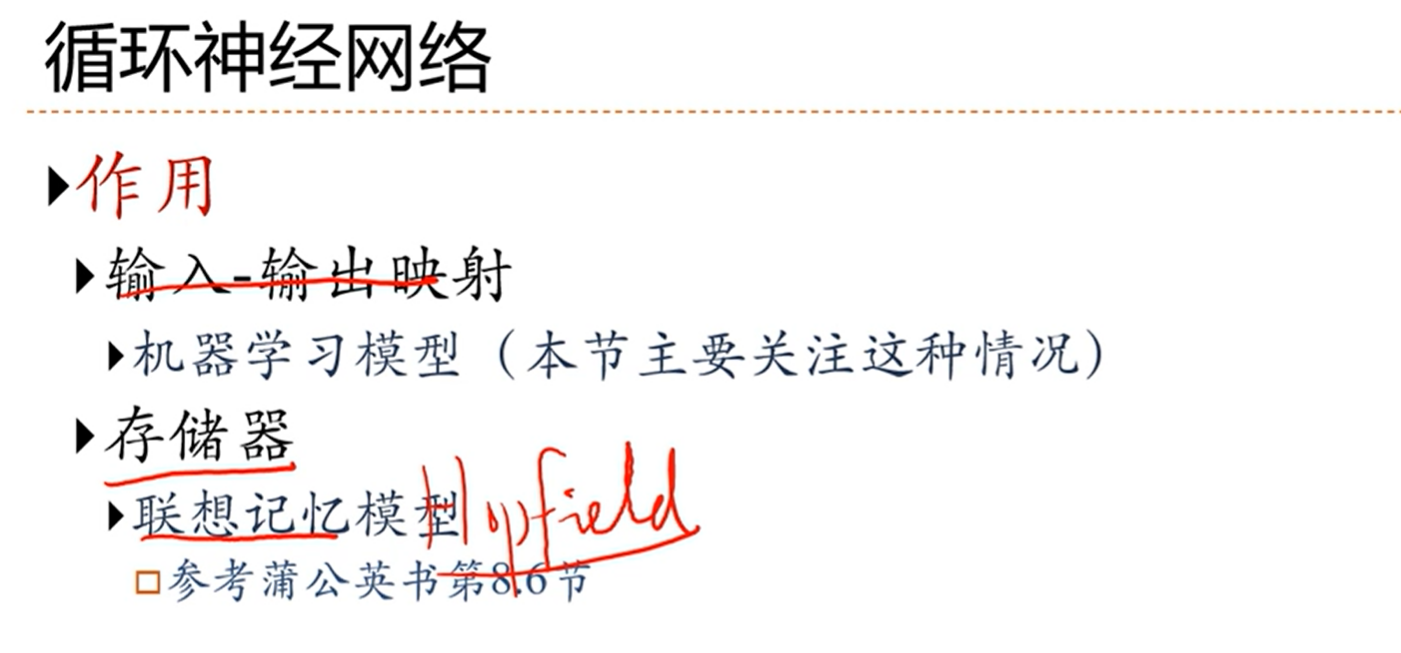 循环神经网络
作用
输入-输出映射
机器学习模型（本节主要关注这种情况）
存储器
联想记忆模型
Hopfield
参考蒲公英书第8.6节